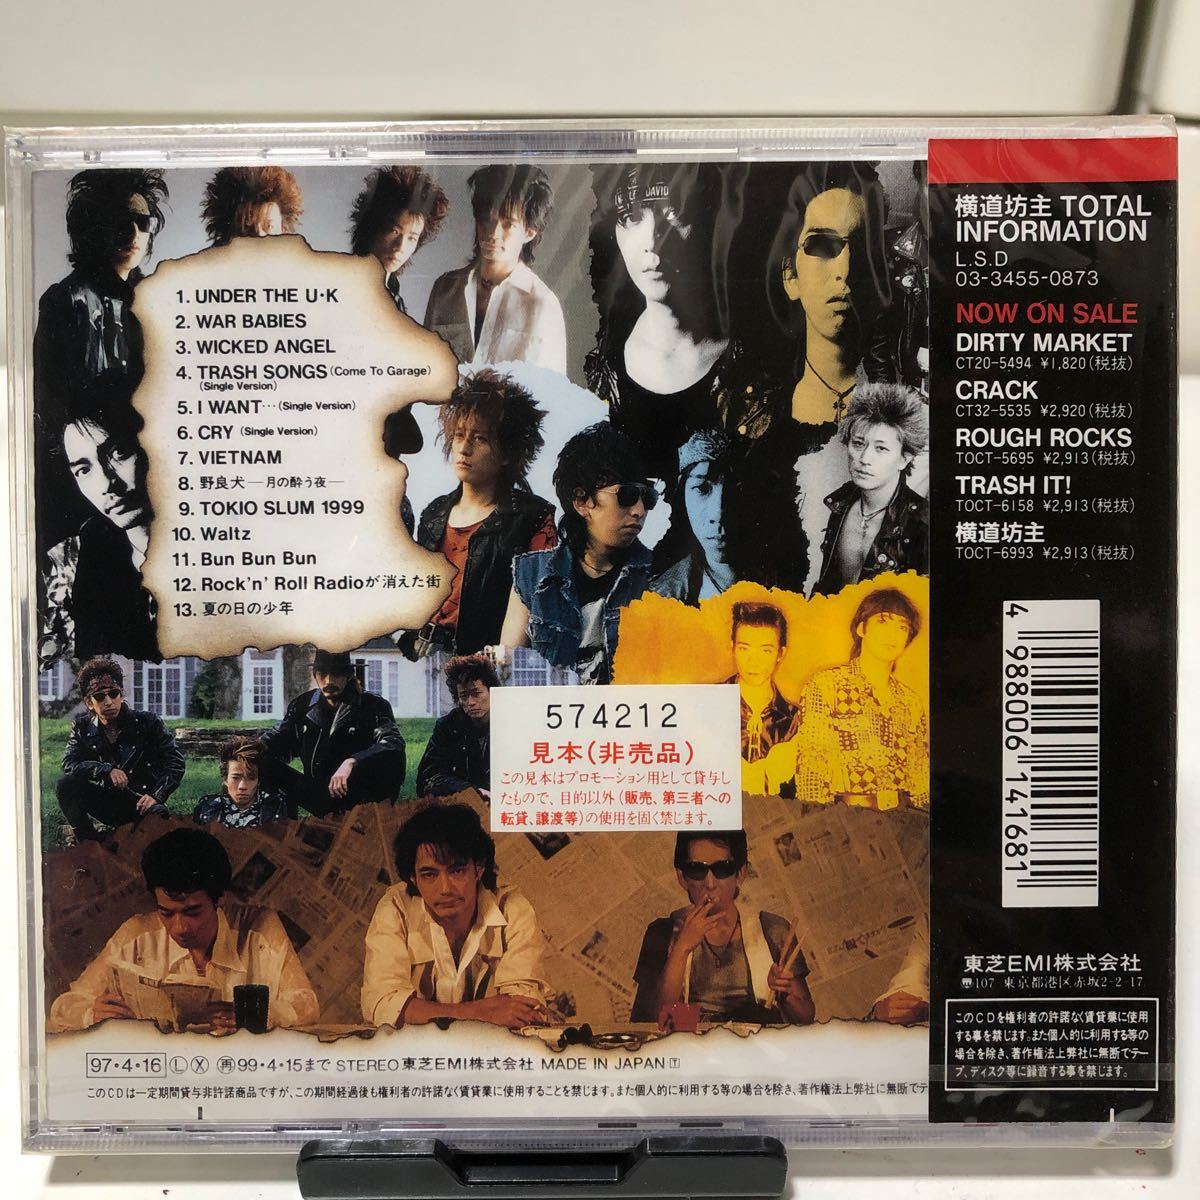 1. UNDER THE U・K
2. WAR BABIES
3. WICKED ANGEL
4. TRASH SONGS (Come To Garage)
(Single Version)
5. I WANT… (Single Version)
6. CRY (Single Version)
7. VIETNAM
8. 野良犬—月の酔う夜—
9. TOKIO SLUM 1999
10. Waltz
11. Bun Bun Bun
12. Rock'n' Roll Radioが消えた街
13. 夏の日の少年
574212
見本(非売品)
この見本はプロモーション用として貸与し
たもので、目的以外(販売、第三者への
転貸、譲渡等)の使用を固く禁じます。
97・4・16 Ⓛ Ⓧ 再99・4・15まで STEREO 東芝EMI株式会社 MADE IN JAPAN・T
このCDは一定期間貸与非許諾商品ですが、この期間経過後も権利者の許諾なく賃貸業に使用することを禁じます。また個人的に利用する等の場合を除き、著作権法上弊社に無断でテ
横道坊主 TOTAL
INFORMATION
L.S.D
03-3455-0873
NOW ON SALE
DIRTY MARKET
CT20-5494 ¥1,820(税抜)
CRACK
CT32-5535 ¥2,920(税抜)
ROUGH ROCKS
TOCT-5695 ¥2,913(税抜)
TRASH IT!
TOCT-6158 ¥2,913(税抜)
横道坊主
TOCT-6993 ¥2,913(税抜)
4 988006 141681
東芝EMI株式会社
〠107 東京都港区赤坂2-2-17
このCDを権利者の許諾なく賃貸業に使用
する事を禁じます。また個人的に利用する等の
場合を除き、著作権法上弊社に無断でテー
プ、ディスク等に録音する事を禁じます。